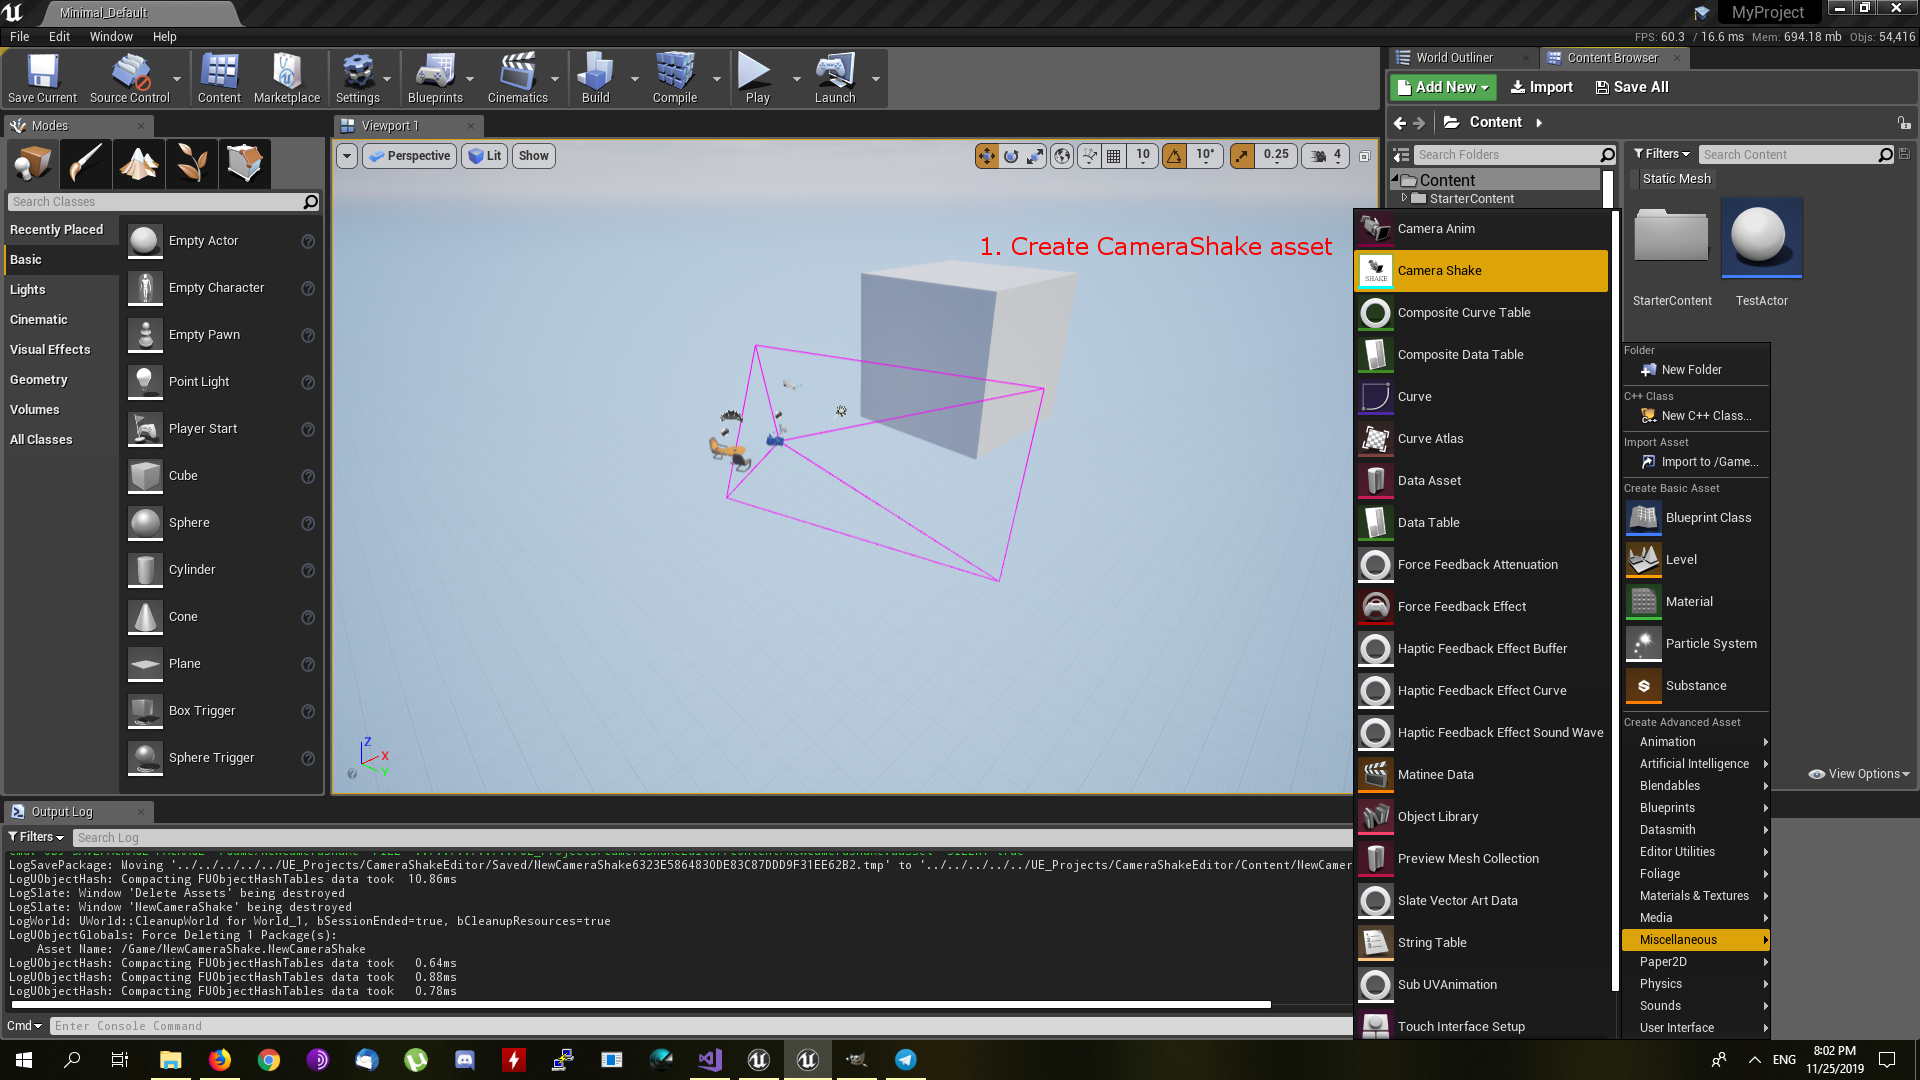 Minimal_Default
MyProject
File Edit Window Help
FPS: 60.3 / 16.6 ms Mem: 694.18 mb Objs: 54,416
Save Current
Source Control
Content
Marketplace
Settings
Blueprints
Cinematics
Build
Compile
Play
Launch
World Outliner
Content Browser
Add New
Import
Save All
Content
Modes
Viewport 1
Perspective
Lit
Show
10
10°
0.25
4
Search Folders
Filters
Search Content
Content
StarterContent
Static Mesh
StarterContent
TestActor
Search Classes
Recently Placed
Basic
Lights
Cinematic
Visual Effects
Geometry
Volumes
All Classes
Empty Actor
Empty Character
Empty Pawn
Point Light
Player Start
Cube
Sphere
Cylinder
Cone
Plane
Box Trigger
Sphere Trigger
1. Create CameraShake asset
Z
X
Y
Camera Anim
SHAKE
Camera Shake
Composite Curve Table
Composite Data Table
Curve
Curve Atlas
Data Asset
Data Table
Force Feedback Attenuation
Force Feedback Effect
Haptic Feedback Effect Buffer
Haptic Feedback Effect Curve
Haptic Feedback Effect Sound Wave
Matinee Data
Object Library
Preview Mesh Collection
Slate Vector Art Data
String Table
Sub UVAnimation
Touch Interface Setup
Folder
New Folder
C++ Class
New C++ Class...
Import Asset
Import to /Game...
Create Basic Asset
Blueprint Class
Level
Material
Particle System
Substance
Create Advanced Asset
Animation
Artificial Intelligence
Blendables
Blueprints
Datasmith
Editor Utilities
Foliage
Materials & Textures
Media
Miscellaneous
Paper2D
Physics
Sounds
User Interface
View Options
Output Log
Filters
Search Log
LogSavePackage: Moving '../../../../../UE_Projects/CameraShakeEditor/Saved/NewCameraShake6323E5864830DE83C87DDD9F31EE62B2.tmp' to '../../../../../UE_Projects/CameraShakeEditor/Content/NewCamer
LogUObjectHash: Compacting FUObjectHashTables data took 10.86ms
LogSlate: Window 'Delete Assets' being destroyed
LogSlate: Window 'NewCameraShake' being destroyed
LogWorld: UWorld::CleanupWorld for World_1, bSessionEnded=true, bCleanupResources=true
LogUObjectGlobals: Force Deleting 1 Package(s):
Asset Name: /Game/NewCameraShake.NewCameraShake
LogUObjectHash: Compacting FUObjectHashTables data took 0.64ms
LogUObjectHash: Compacting FUObjectHashTables data took 0.88ms
LogUObjectHash: Compacting FUObjectHashTables data took 0.78ms
Cmd
Enter Console Command
ENG
8:02 PM
11/25/2019